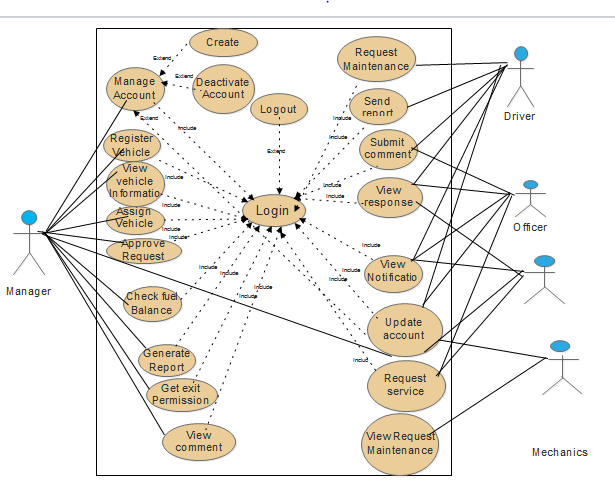 Create
Extend
Manage
Account
Extend
Deactivate
Account
Logout
Extend
Include
Extend
Register
Vehicle
Include
View
vehicle
Informatio
Include
Assign
Vehicle
Include
Approve
Request
Include
Login
Manager
Check fuel
Balance
Include
Include
Include
Include
Generate
Report
Get exit
Permission
View
comment
Request
Maintenance
Send
report
Include
Submit
comment
Include
Include
View
response
Include
Include
View
Notificatio
Include
Include
Update
account
Includ
Request
service
View Request
Maintenance
Driver
Officer
Mechanics